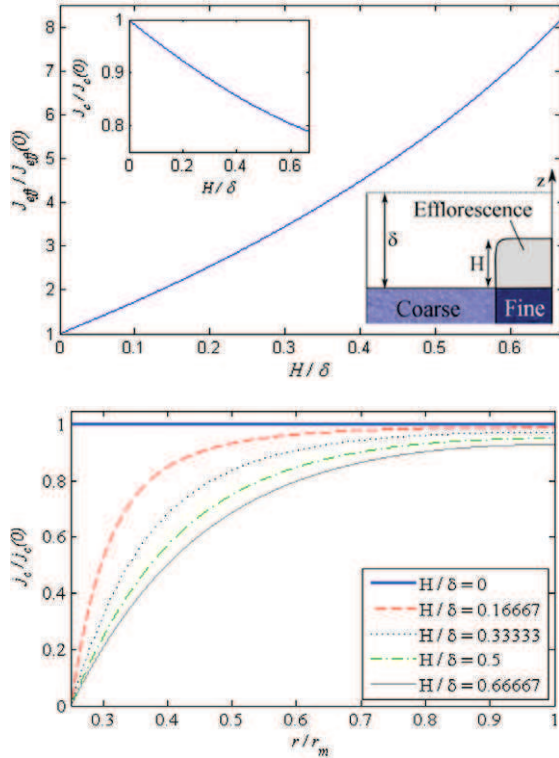 8
7
6
5
4
3
2
1
J_eff / J_eff(0)
0 0.1 0.2 0.3 0.4 0.5 0.6
H / δ
1
0.9
0.8
J_c / J_c(0)
0 0.2 0.4 0.6
H / δ
z
Efflorescence
δ
H
Coarse Fine
1
0.8
0.6
0.4
0.2
0
j_c / j_c(0)
0.3 0.4 0.5 0.6 0.7 0.8 0.9 1
r / r_m
H / δ = 0
H / δ = 0.16667
H / δ = 0.33333
H / δ = 0.5
H / δ = 0.66667